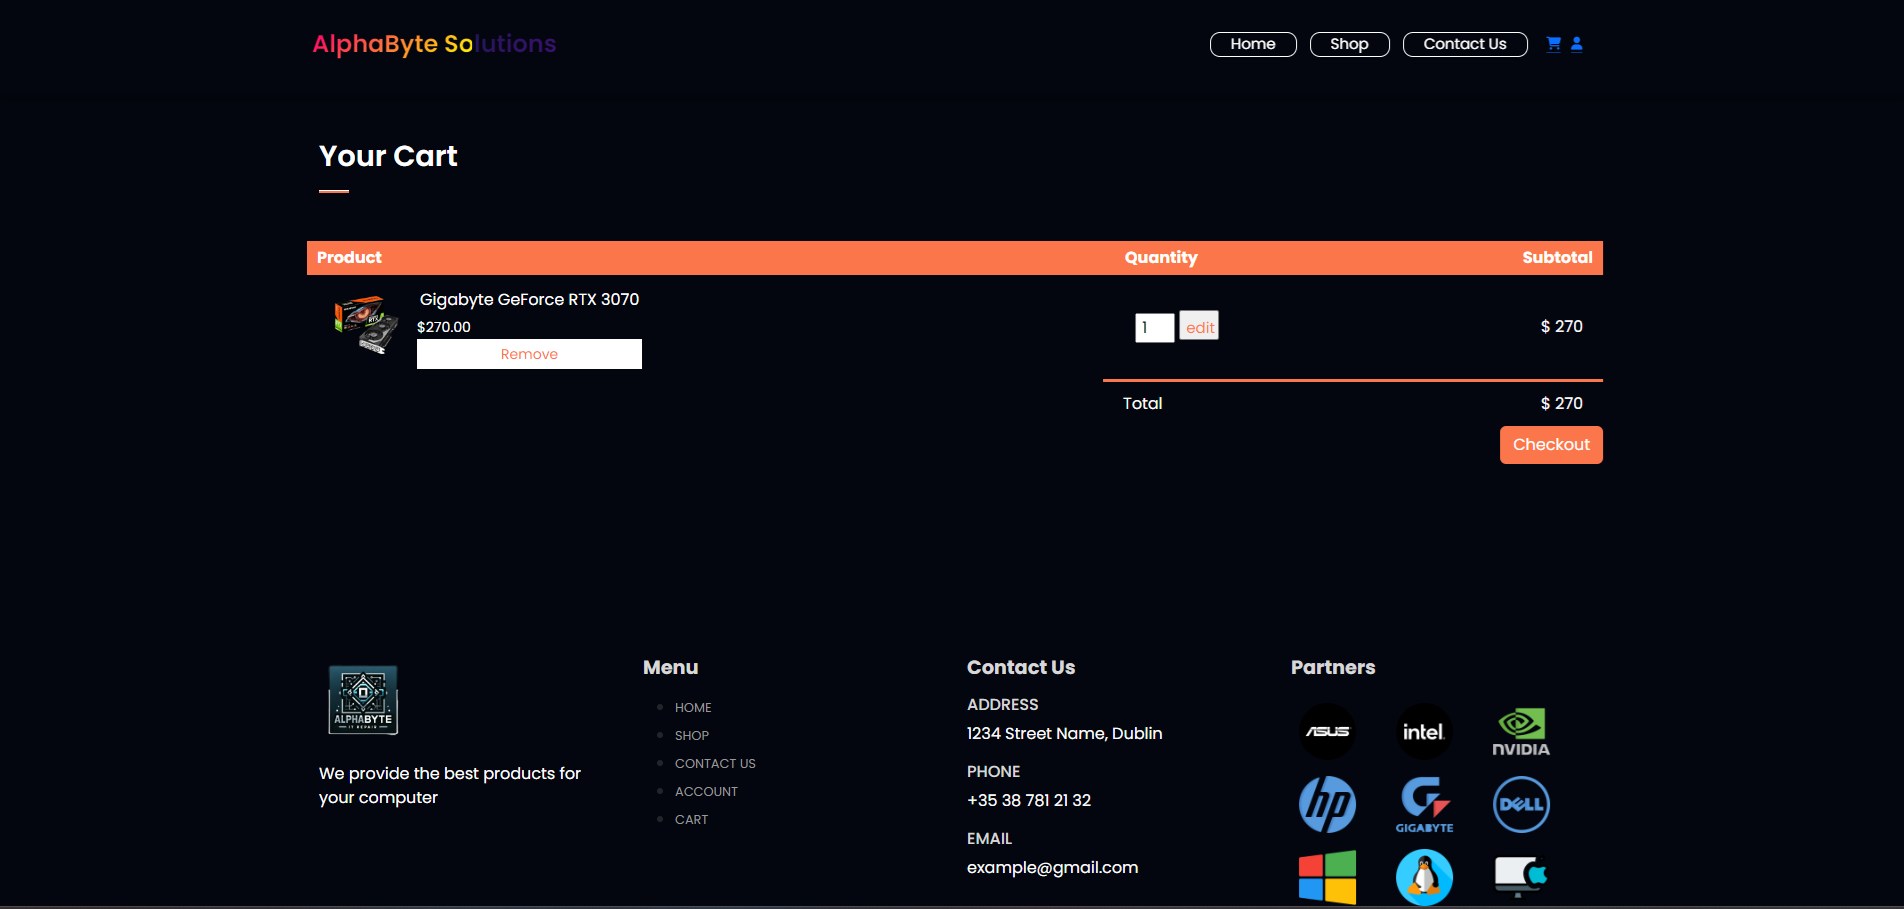 AlphaByte Solutions
Home
Shop
Contact Us
Your Cart
Product
Quantity
Subtotal
Gigabyte GeForce RTX 3070
$270.00
Remove
1
edit
$ 270
Total
$ 270
Checkout
ALPHABYTE
IT REPAIR
We provide the best products for
your computer
Menu
HOME
SHOP
CONTACT US
ACCOUNT
CART
Contact Us
ADDRESS
1234 Street Name, Dublin
PHONE
+35 38 781 21 32
EMAIL
example@gmail.com
Partners
ASUS
intel.
NVIDIA
hp
GIGABYTE
DELL